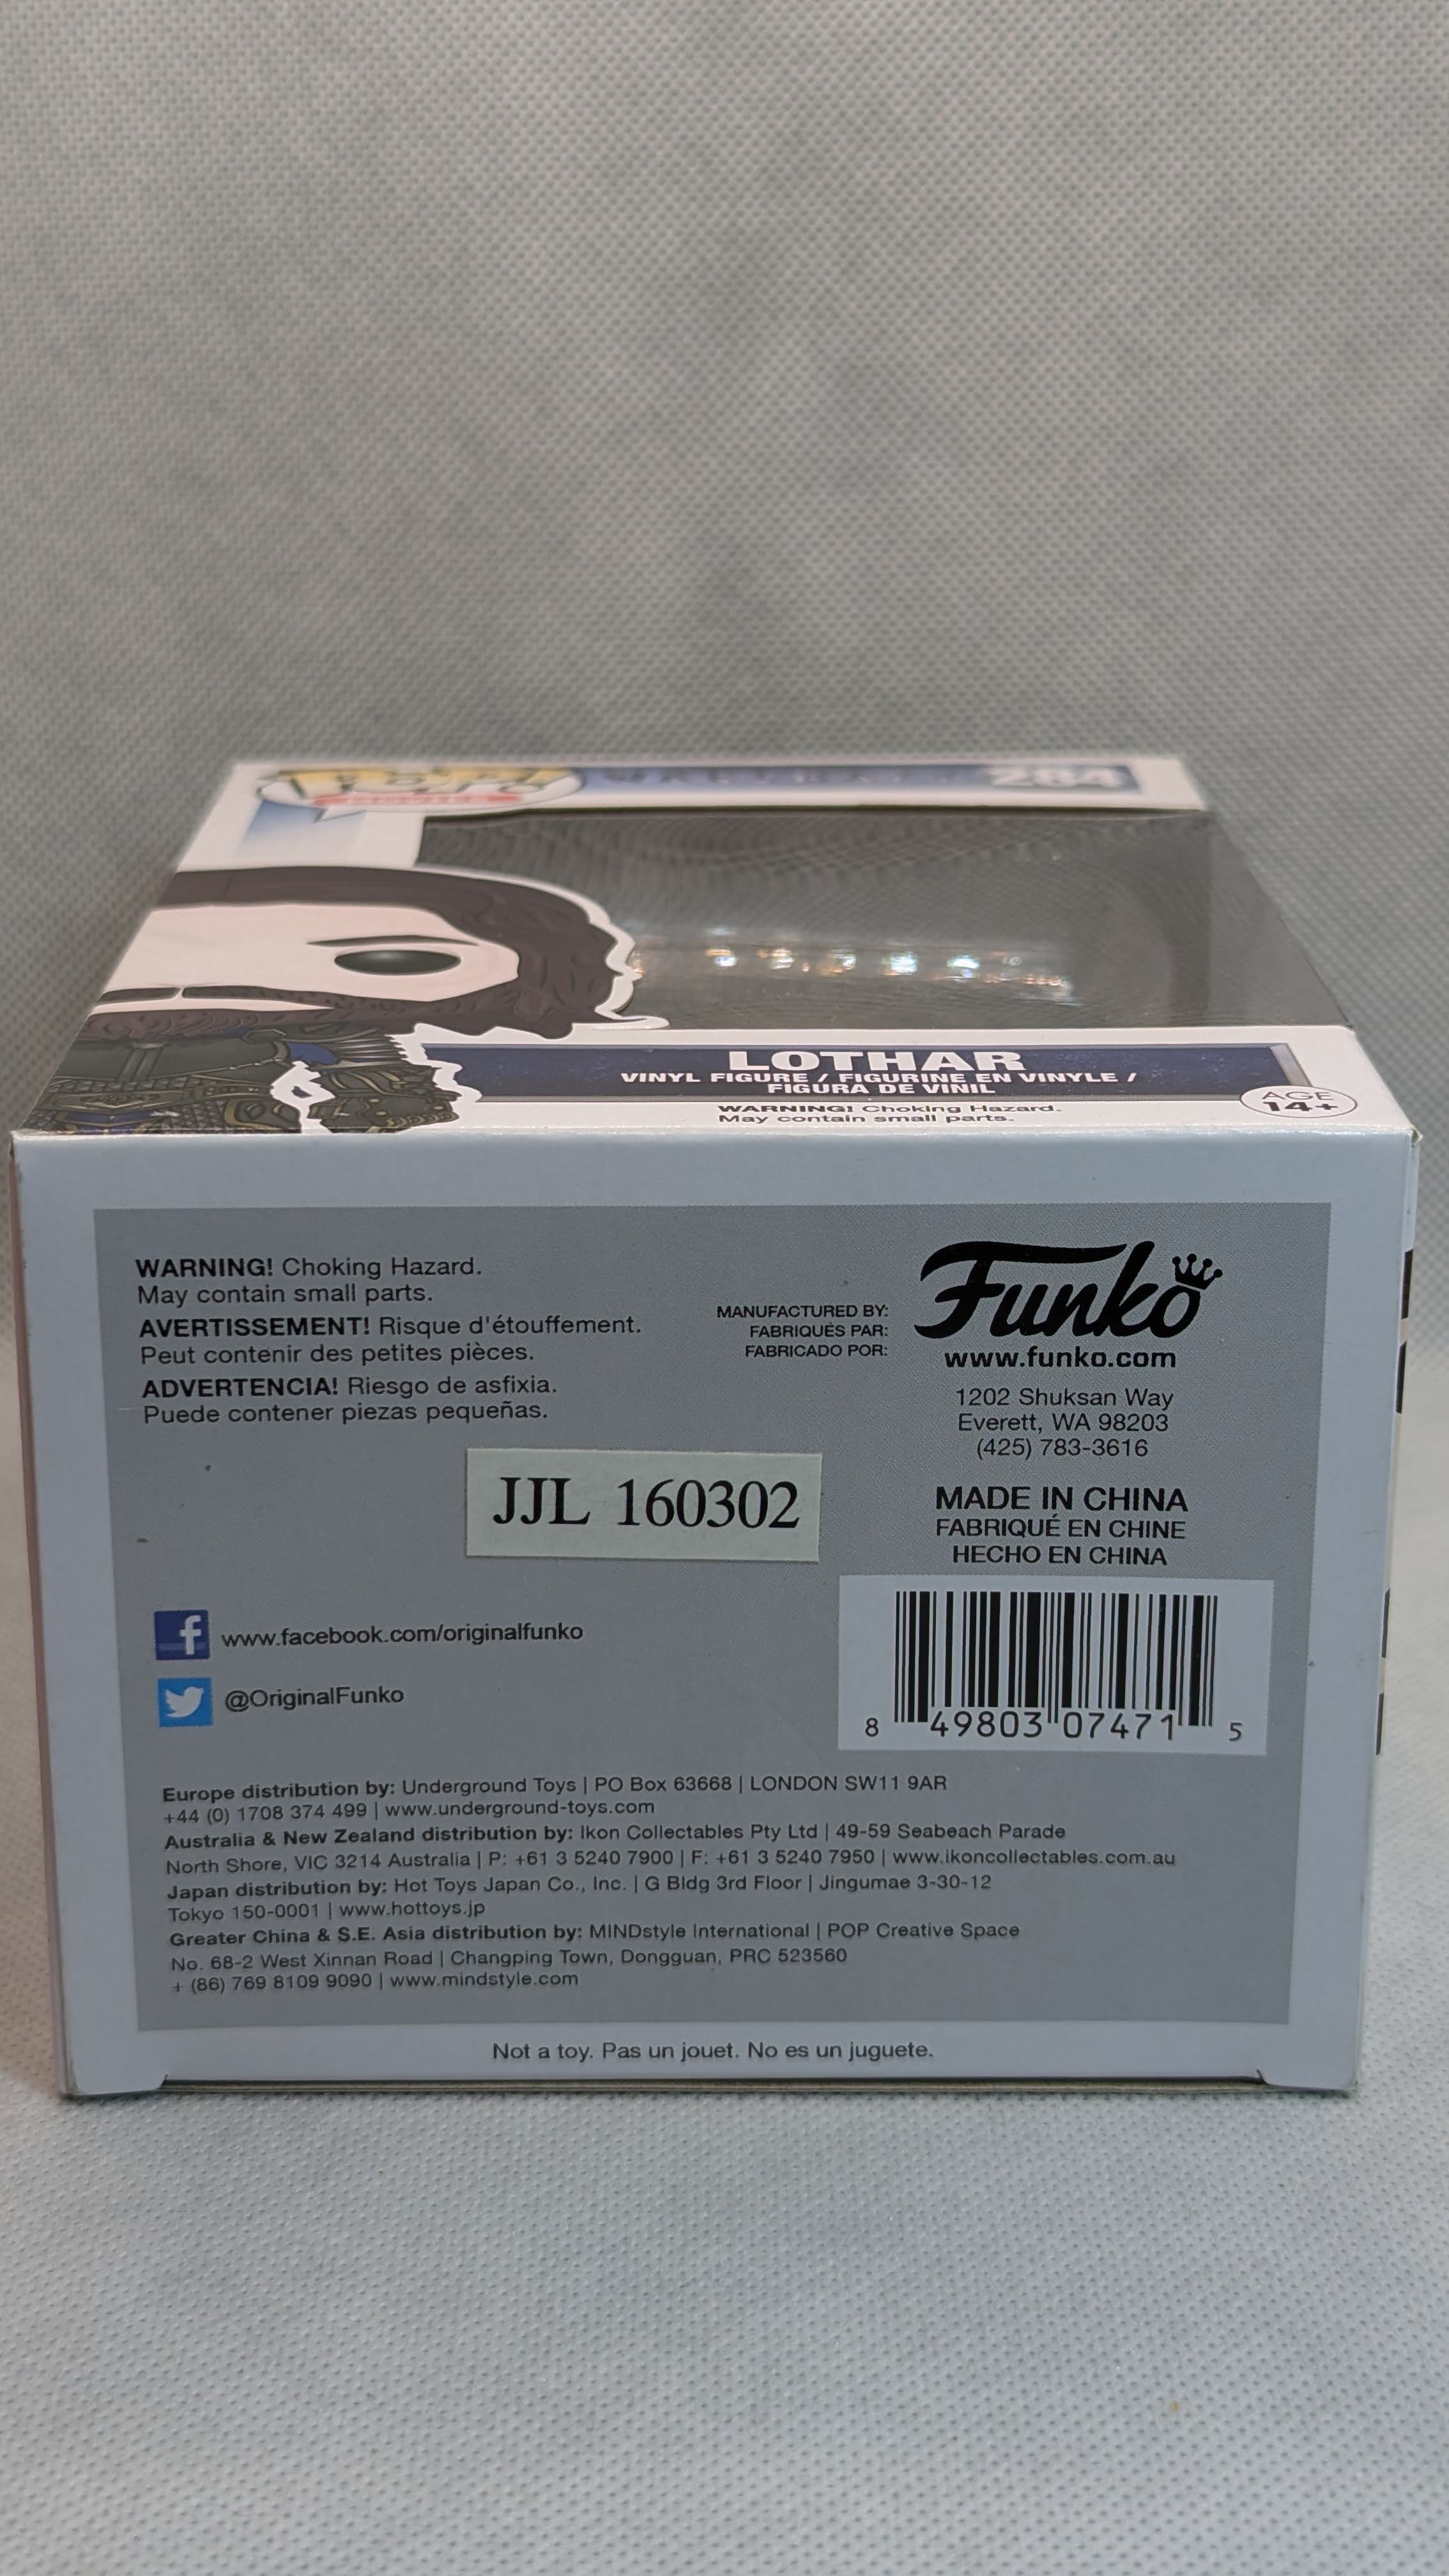 POP!
284
LOTHAR
VINYL FIGURE / FIGURINE EN VINYLE /
FIGURA DE VINIL
WARNING! Choking Hazard.
May contain small parts.
AGE
14+
WARNING! Choking Hazard.
May contain small parts.
AVERTISSEMENT! Risque d'étouffement.
Peut contenir des petites pièces.
ADVERTENCIA! Riesgo de asfixia.
Puede contener piezas pequeñas.
MANUFACTURED BY:
FABRIQUÉS PAR:
FABRICADO POR:
Funko
www.funko.com
1202 Shuksan Way
Everett, WA 98203
(425) 783-3616
MADE IN CHINA
FABRIQUÉ EN CHINE
HECHO EN CHINA
JJL 160302
f www.facebook.com/originalfunko
@OriginalFunko
8 49803 07471 5
Europe distribution by: Underground Toys | PO Box 63668 | LONDON SW11 9AR
+44 (0) 1708 374 499 | www.underground-toys.com
Australia & New Zealand distribution by: Ikon Collectables Pty Ltd | 49-59 Seabeach Parade
North Shore, VIC 3214 Australia | P: +61 3 5240 7900 | F: +61 3 5240 7950 | www.ikoncollectables.com.au
Japan distribution by: Hot Toys Japan Co., Inc. | G Bldg 3rd Floor | Jingumae 3-30-12
Tokyo 150-0001 | www.hottoys.jp
Greater China & S.E. Asia distribution by: MINDstyle International | POP Creative Space
No. 68-2 West Xinnan Road | Changping Town, Dongguan, PRC 523560
+ (86) 769 8109 9090 | www.mindstyle.com
Not a toy. Pas un jouet. No es un juguete.